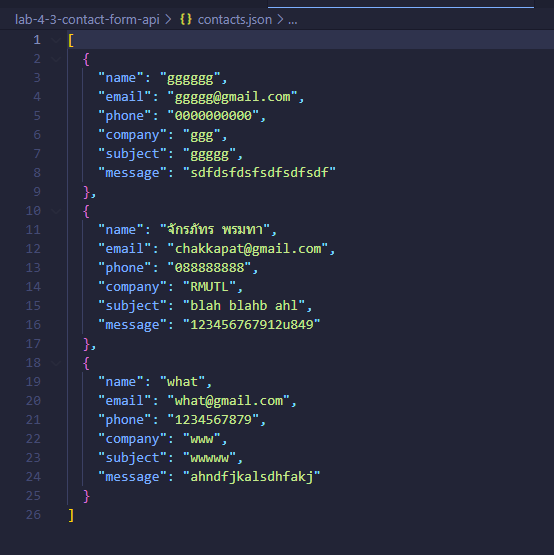 lab-4-3-contact-form-api > {} contacts.json > ...
1 [
2 {
3 "name": "gggggg",
4 "email": "ggggg@gmail.com",
5 "phone": "0000000000",
6 "company": "ggg",
7 "subject": "ggggg",
8 "message": "sdfdsfdsfsdfsdfsdf"
9 },
10 {
11 "name": "จักรภัทร พรมทา",
12 "email": "chakkapat@gmail.com",
13 "phone": "088888888",
14 "company": "RMUTL",
15 "subject": "blah blahb ahl",
16 "message": "123456767912u849"
17 },
18 {
19 "name": "what",
20 "email": "what@gmail.com",
21 "phone": "1234567879",
22 "company": "www",
23 "subject": "wwwww",
24 "message": "ahndfjkalsdhfakj"
25 }
26 ]